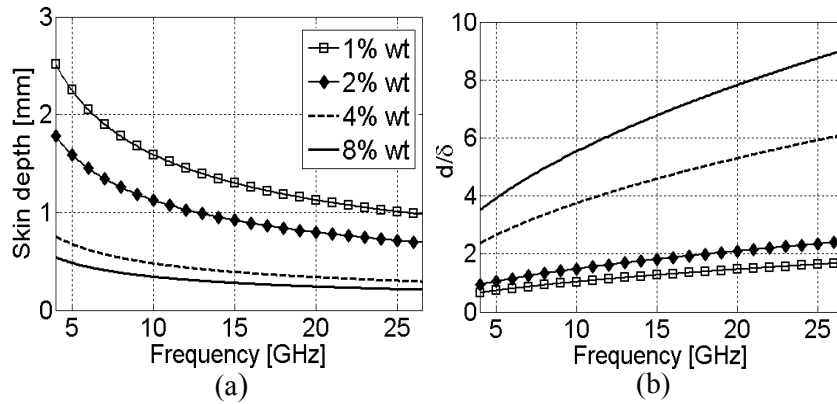 3
2
1
0
Skin depth [mm]
5 10 15 20 25
Frequency [GHz]
1% wt
2% wt
4% wt
8% wt
(a)
10
8
6
4
2
0
d/δ
5 10 15 20 25
Frequency [GHz]
(b)